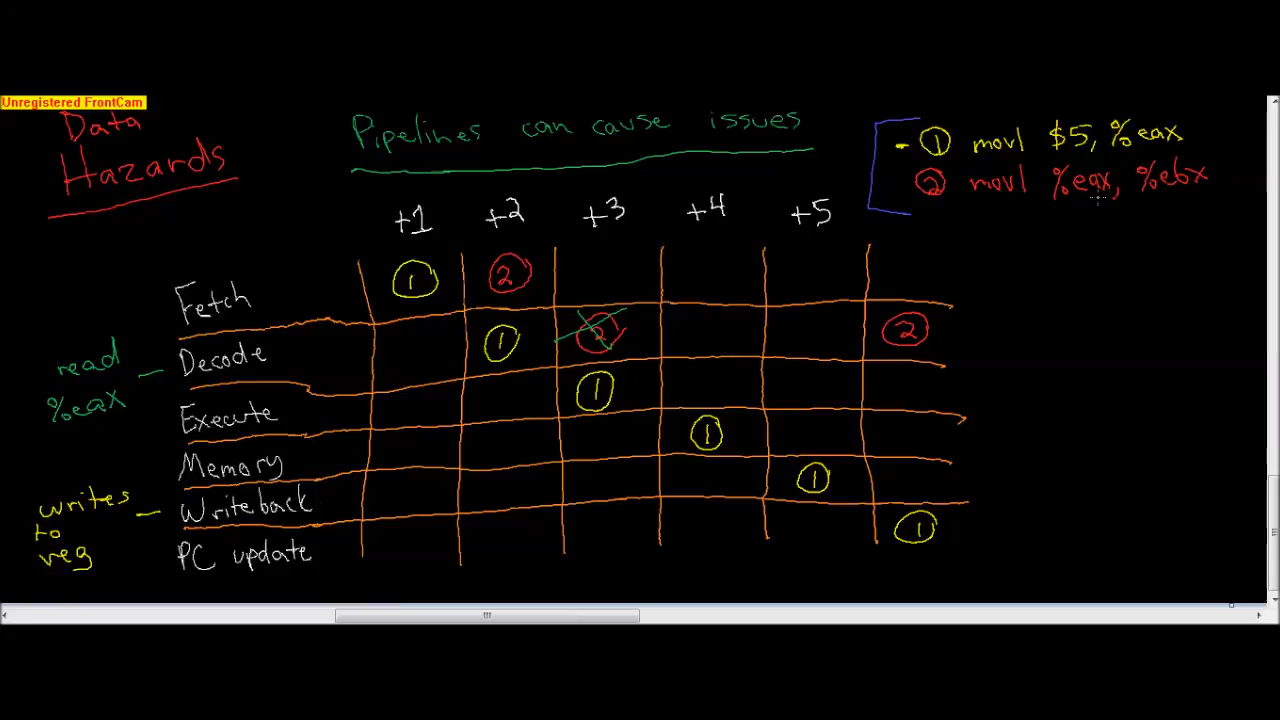 Unregistered FrontCam
Data
Hazards
Pipelines can cause issues
- ① movl $5, %eax
② movl %eax, %ebx
+1 +2 +3 +4 +5
Fetch ① ②
Decode ① ② ②
read
%eax
Execute ①
Memory ①
Writeback ①
writes
to
reg
PC update ①